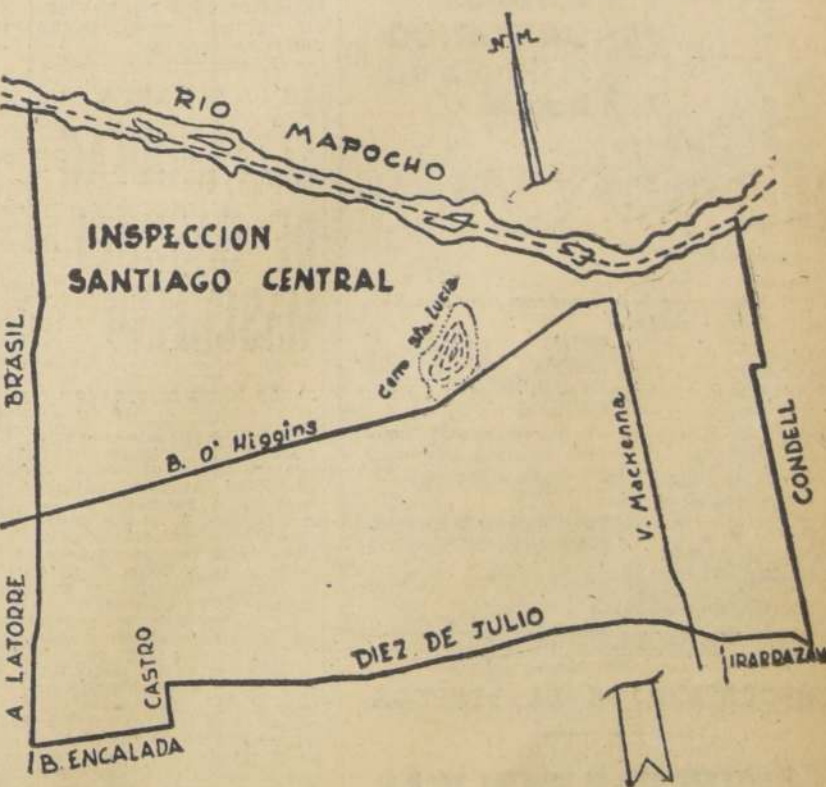 N.M.
RIO MAPOCHO
INSPECCION
SANTIAGO CENTRAL
Cerro Sta. Lucia
BRASIL
B. O' Higgins
V. Mackenna
CONDELL
A LATORRE
CASTRO
DIEZ DE JULIO
IRARRAZAV
B. ENCALADA